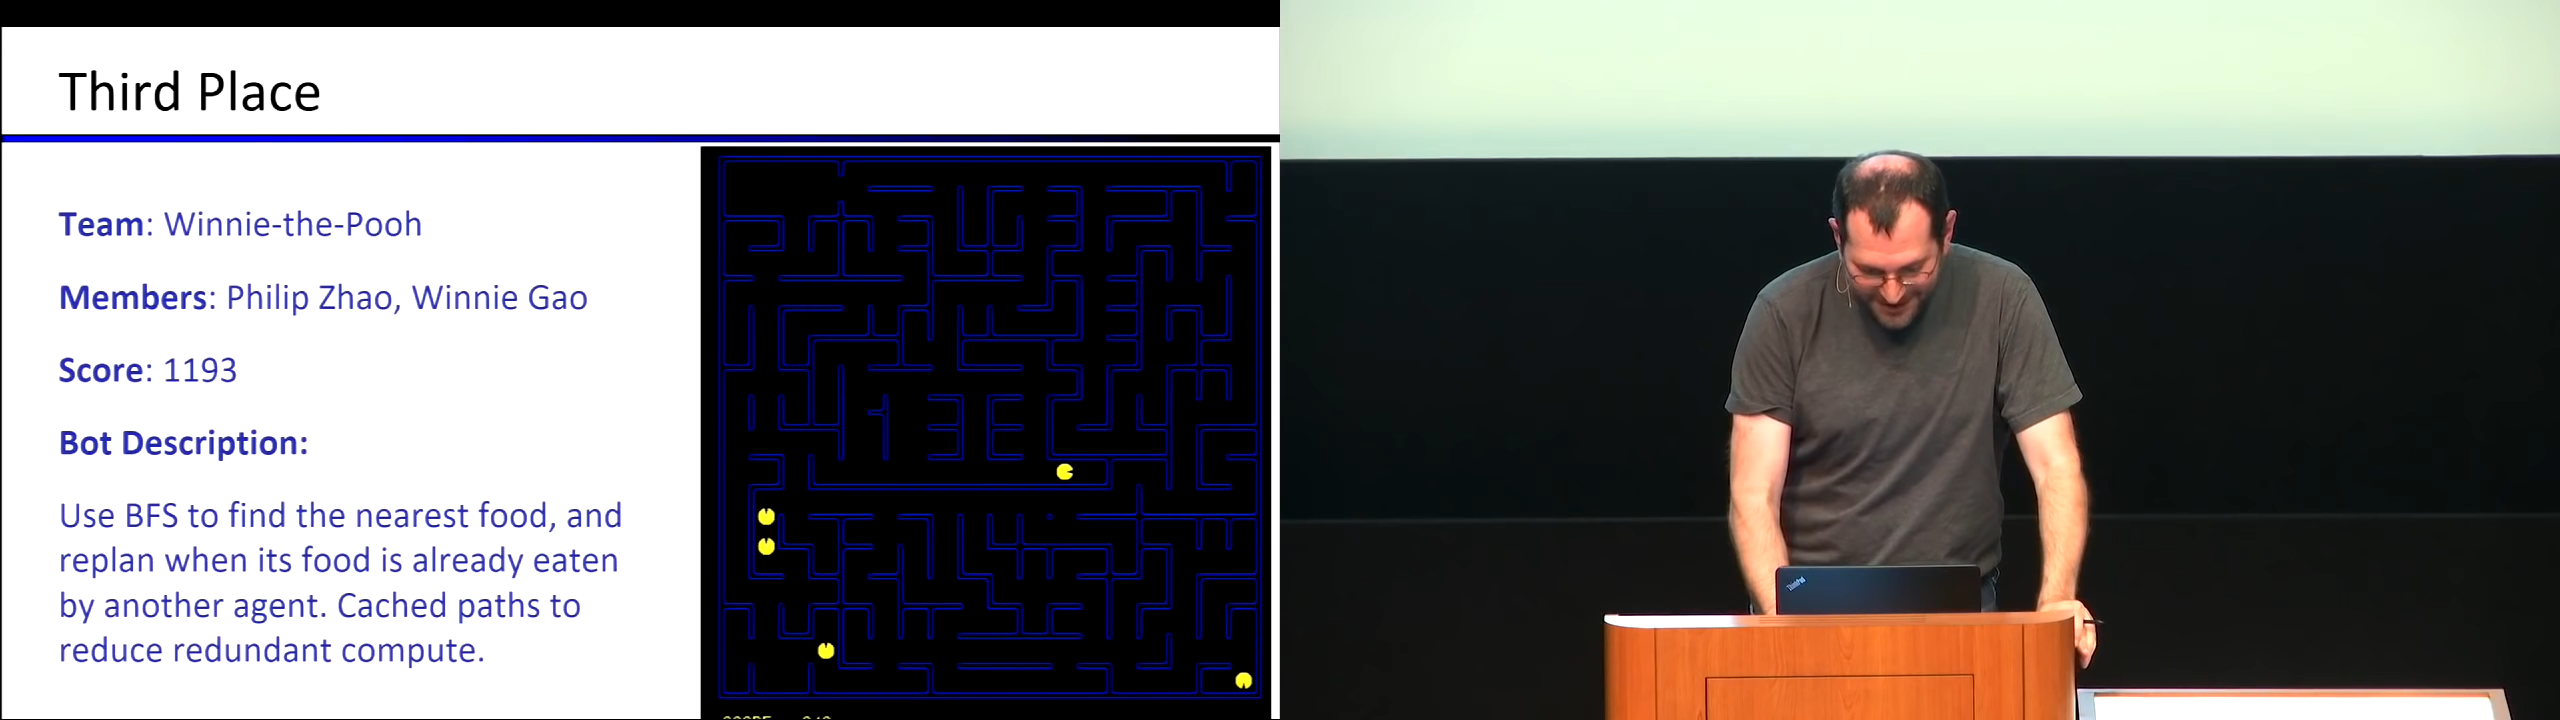 Third Place
Team: Winnie-the-Pooh
Members: Philip Zhao, Winnie Gao
Score: 1193
Bot Description:
Use BFS to find the nearest food, and
replan when its food is already eaten
by another agent. Cached paths to
reduce redundant compute.
ThinkPad